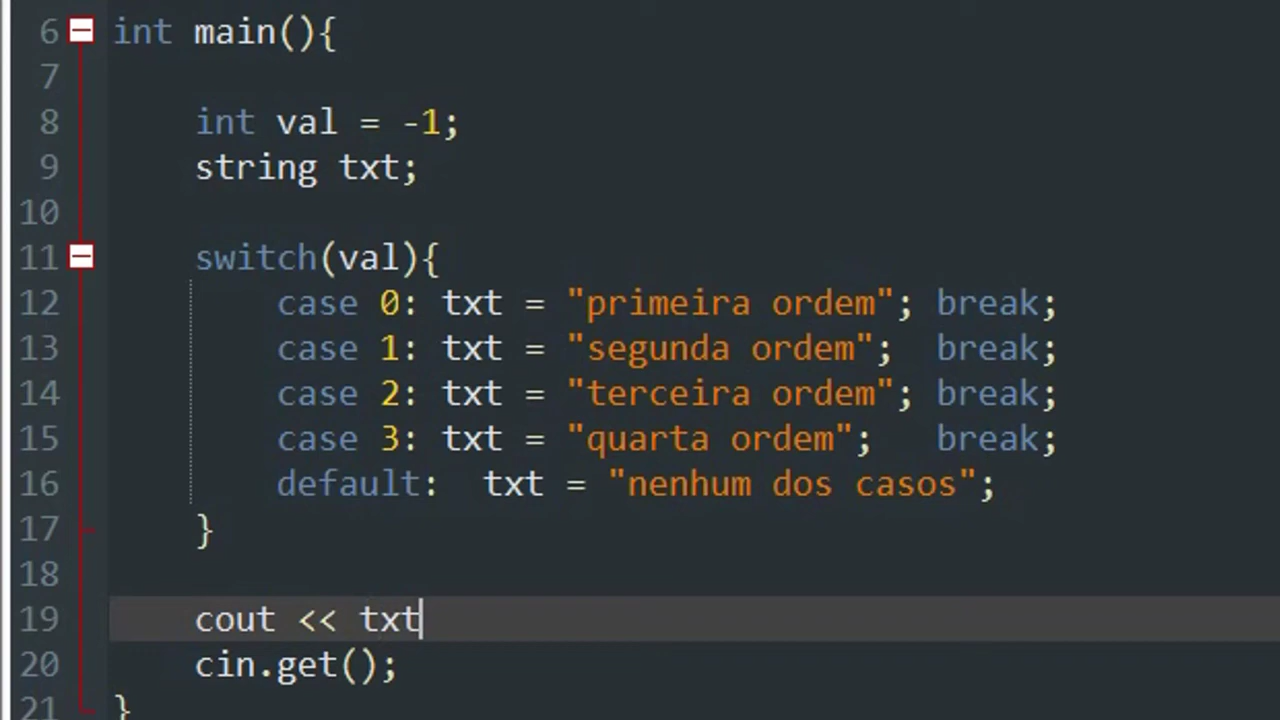 6 int main(){
7
8 int val = -1;
9 string txt;
10
11 switch(val){
12 case 0: txt = "primeira ordem"; break;
13 case 1: txt = "segunda ordem";  break;
14 case 2: txt = "terceira ordem"; break;
15 case 3: txt = "quarta ordem";   break;
16 default:  txt = "nenhum dos casos";
17 }
18
19 cout << txt
20 cin.get();
21 }